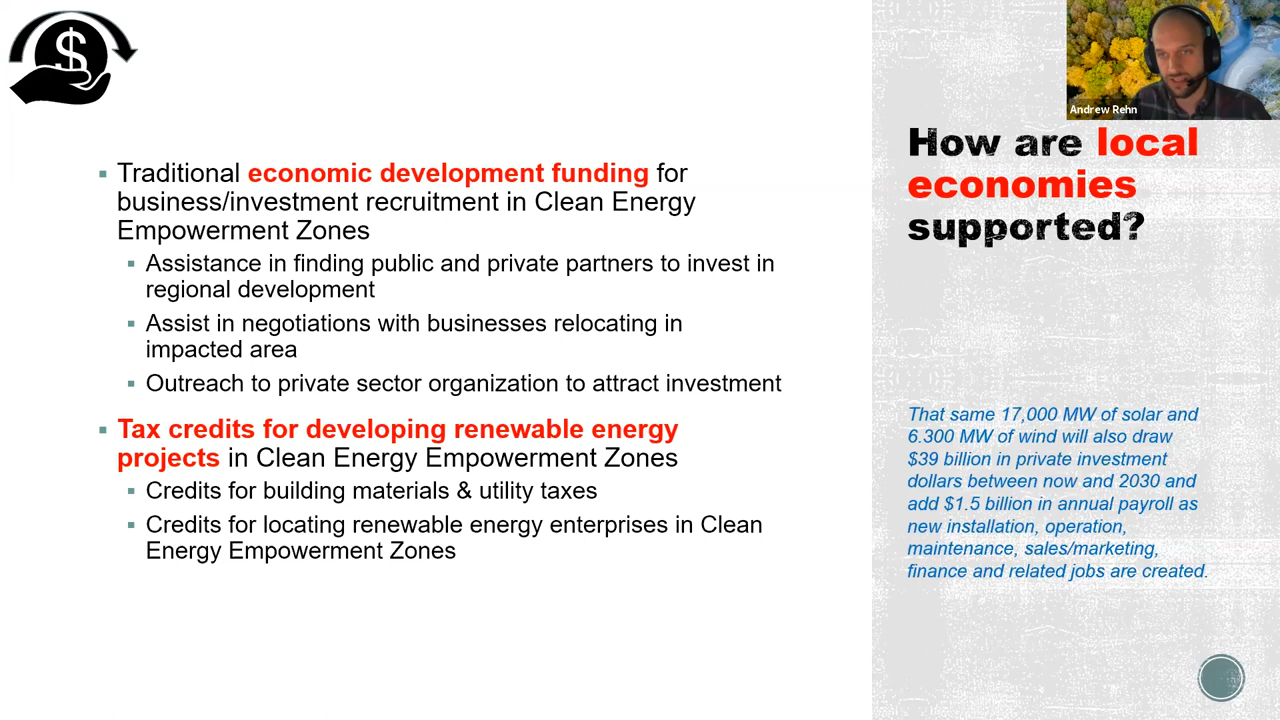 $
Traditional economic development funding for
business/investment recruitment in Clean Energy
Empowerment Zones
Assistance in finding public and private partners to invest in
regional development
Assist in negotiations with businesses relocating in
impacted area
Outreach to private sector organization to attract investment
Tax credits for developing renewable energy
projects in Clean Energy Empowerment Zones
Credits for building materials & utility taxes
Credits for locating renewable energy enterprises in Clean
Energy Empowerment Zones
Andrew Rehn
How are local
economies
supported?
That same 17,000 MW of solar and
6.300 MW of wind will also draw
$39 billion in private investment
dollars between now and 2030 and
add $1.5 billion in annual payroll as
new installation, operation,
maintenance, sales/marketing,
finance and related jobs are created.